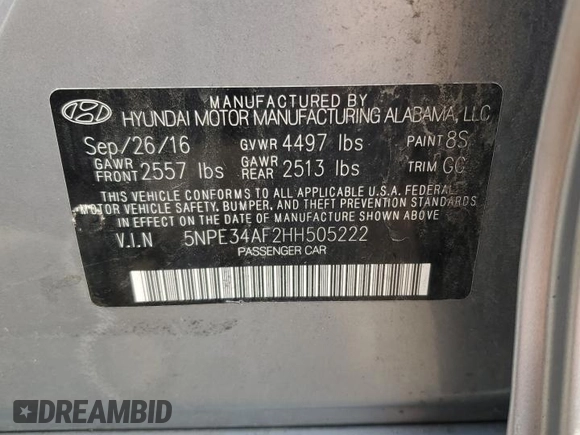 MANUFACTURED BY
HYUNDAI MOTOR MANUFACTURING ALABAMA, LLC
Sep/26/16 GVWR 4497 lbs PAINT 8S
GAWR FRONT 2557 lbs GAWR REAR 2513 lbs TRIM GG
THIS VEHICLE CONFORMS TO ALL APPLICABLE U.S.A. FEDERAL
MOTOR VEHICLE SAFETY, BUMPER, AND THEFT PREVENTION
STANDARDS IN EFFECT ON THE DATE OF MANUFACTURE SHOWN ABOVE.
V.I.N 5NPE34AF2HH505222
PASSENGER CAR
DREAMBID